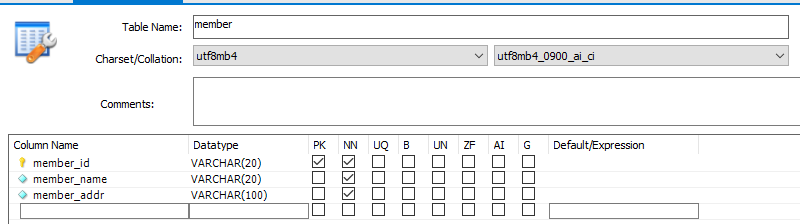 Table Name: member
Charset/Collation: utf8mb4 utf8mb4_0900_ai_ci
Comments:
Column Name Datatype PK NN UQ B UN ZF AI G Default/Expression
member_id VARCHAR(20)
member_name VARCHAR(20)
member_addr VARCHAR(100)